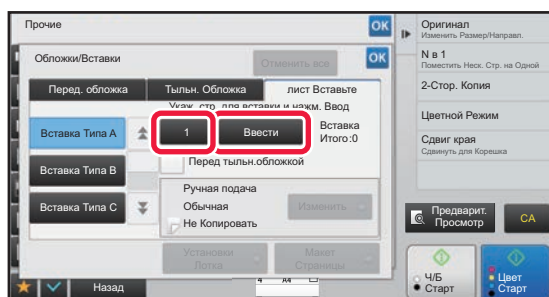 Прочие
OK
Обложки/Вставки
Отменить все
OK
Перед. обложка
Тыльн. Обложка
лист Вставьте
Укаж. стр. для вставки и нажм. Ввод
Вставка Типа A
1
Ввести
Вставка
Итого:0
Перед тыльн.обложкой
Вставка Типа B
Ручная подача
Обычная
Изменить
Вставка Типа C
Не Копировать
Установки
Лотка
Макет
Страницы
Назад
A4
Оригинал
Изменить Размер/Направл.
N в 1
Поместить Неск. Стр. на Одной
2-Стор. Копия
Цветной Режим
Сдвиг края
Сдвинуть для Корешка
Предварит.
Просмотр
CA
Ч/Б
Старт
Цвет
Старт